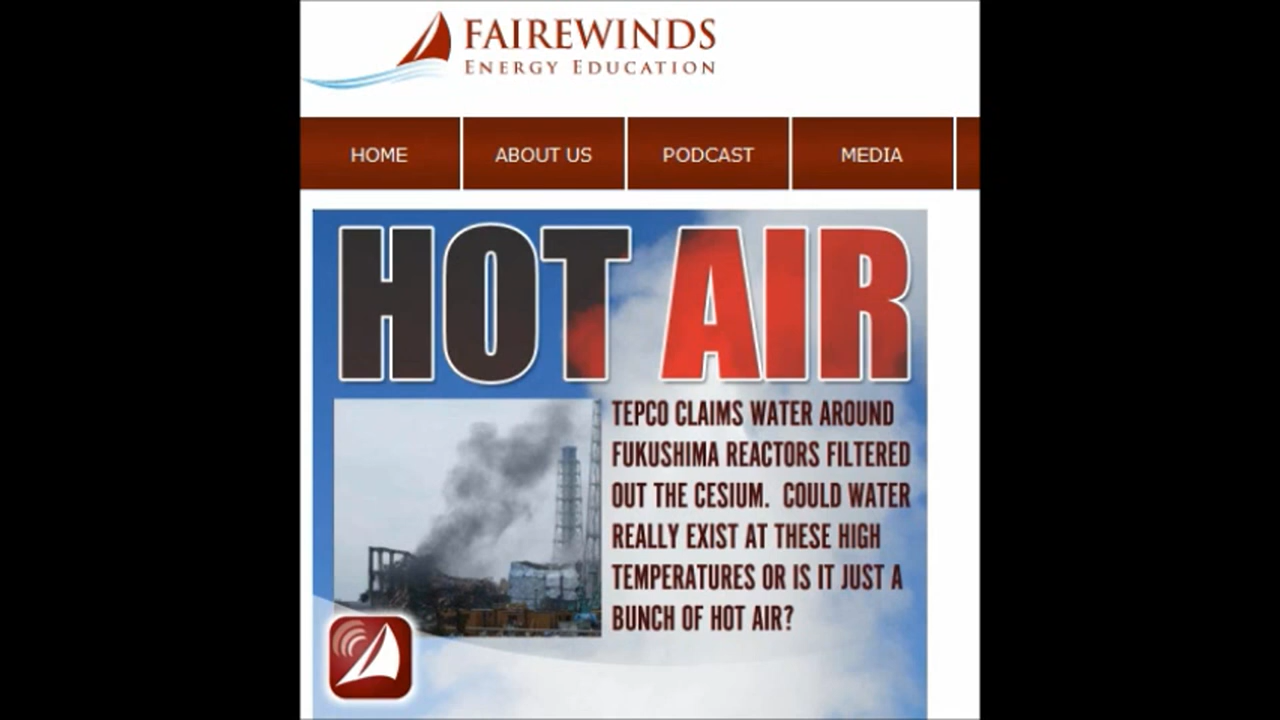 FAIREWINDS
ENERGY EDUCATION
HOME ABOUT US PODCAST MEDIA
HOT AIR
TEPCO CLAIMS WATER AROUND
FUKUSHIMA REACTORS FILTERED
OUT THE CESIUM. COULD WATER
REALLY EXIST AT THESE HIGH
TEMPERATURES OR IS IT JUST A
BUNCH OF HOT AIR?